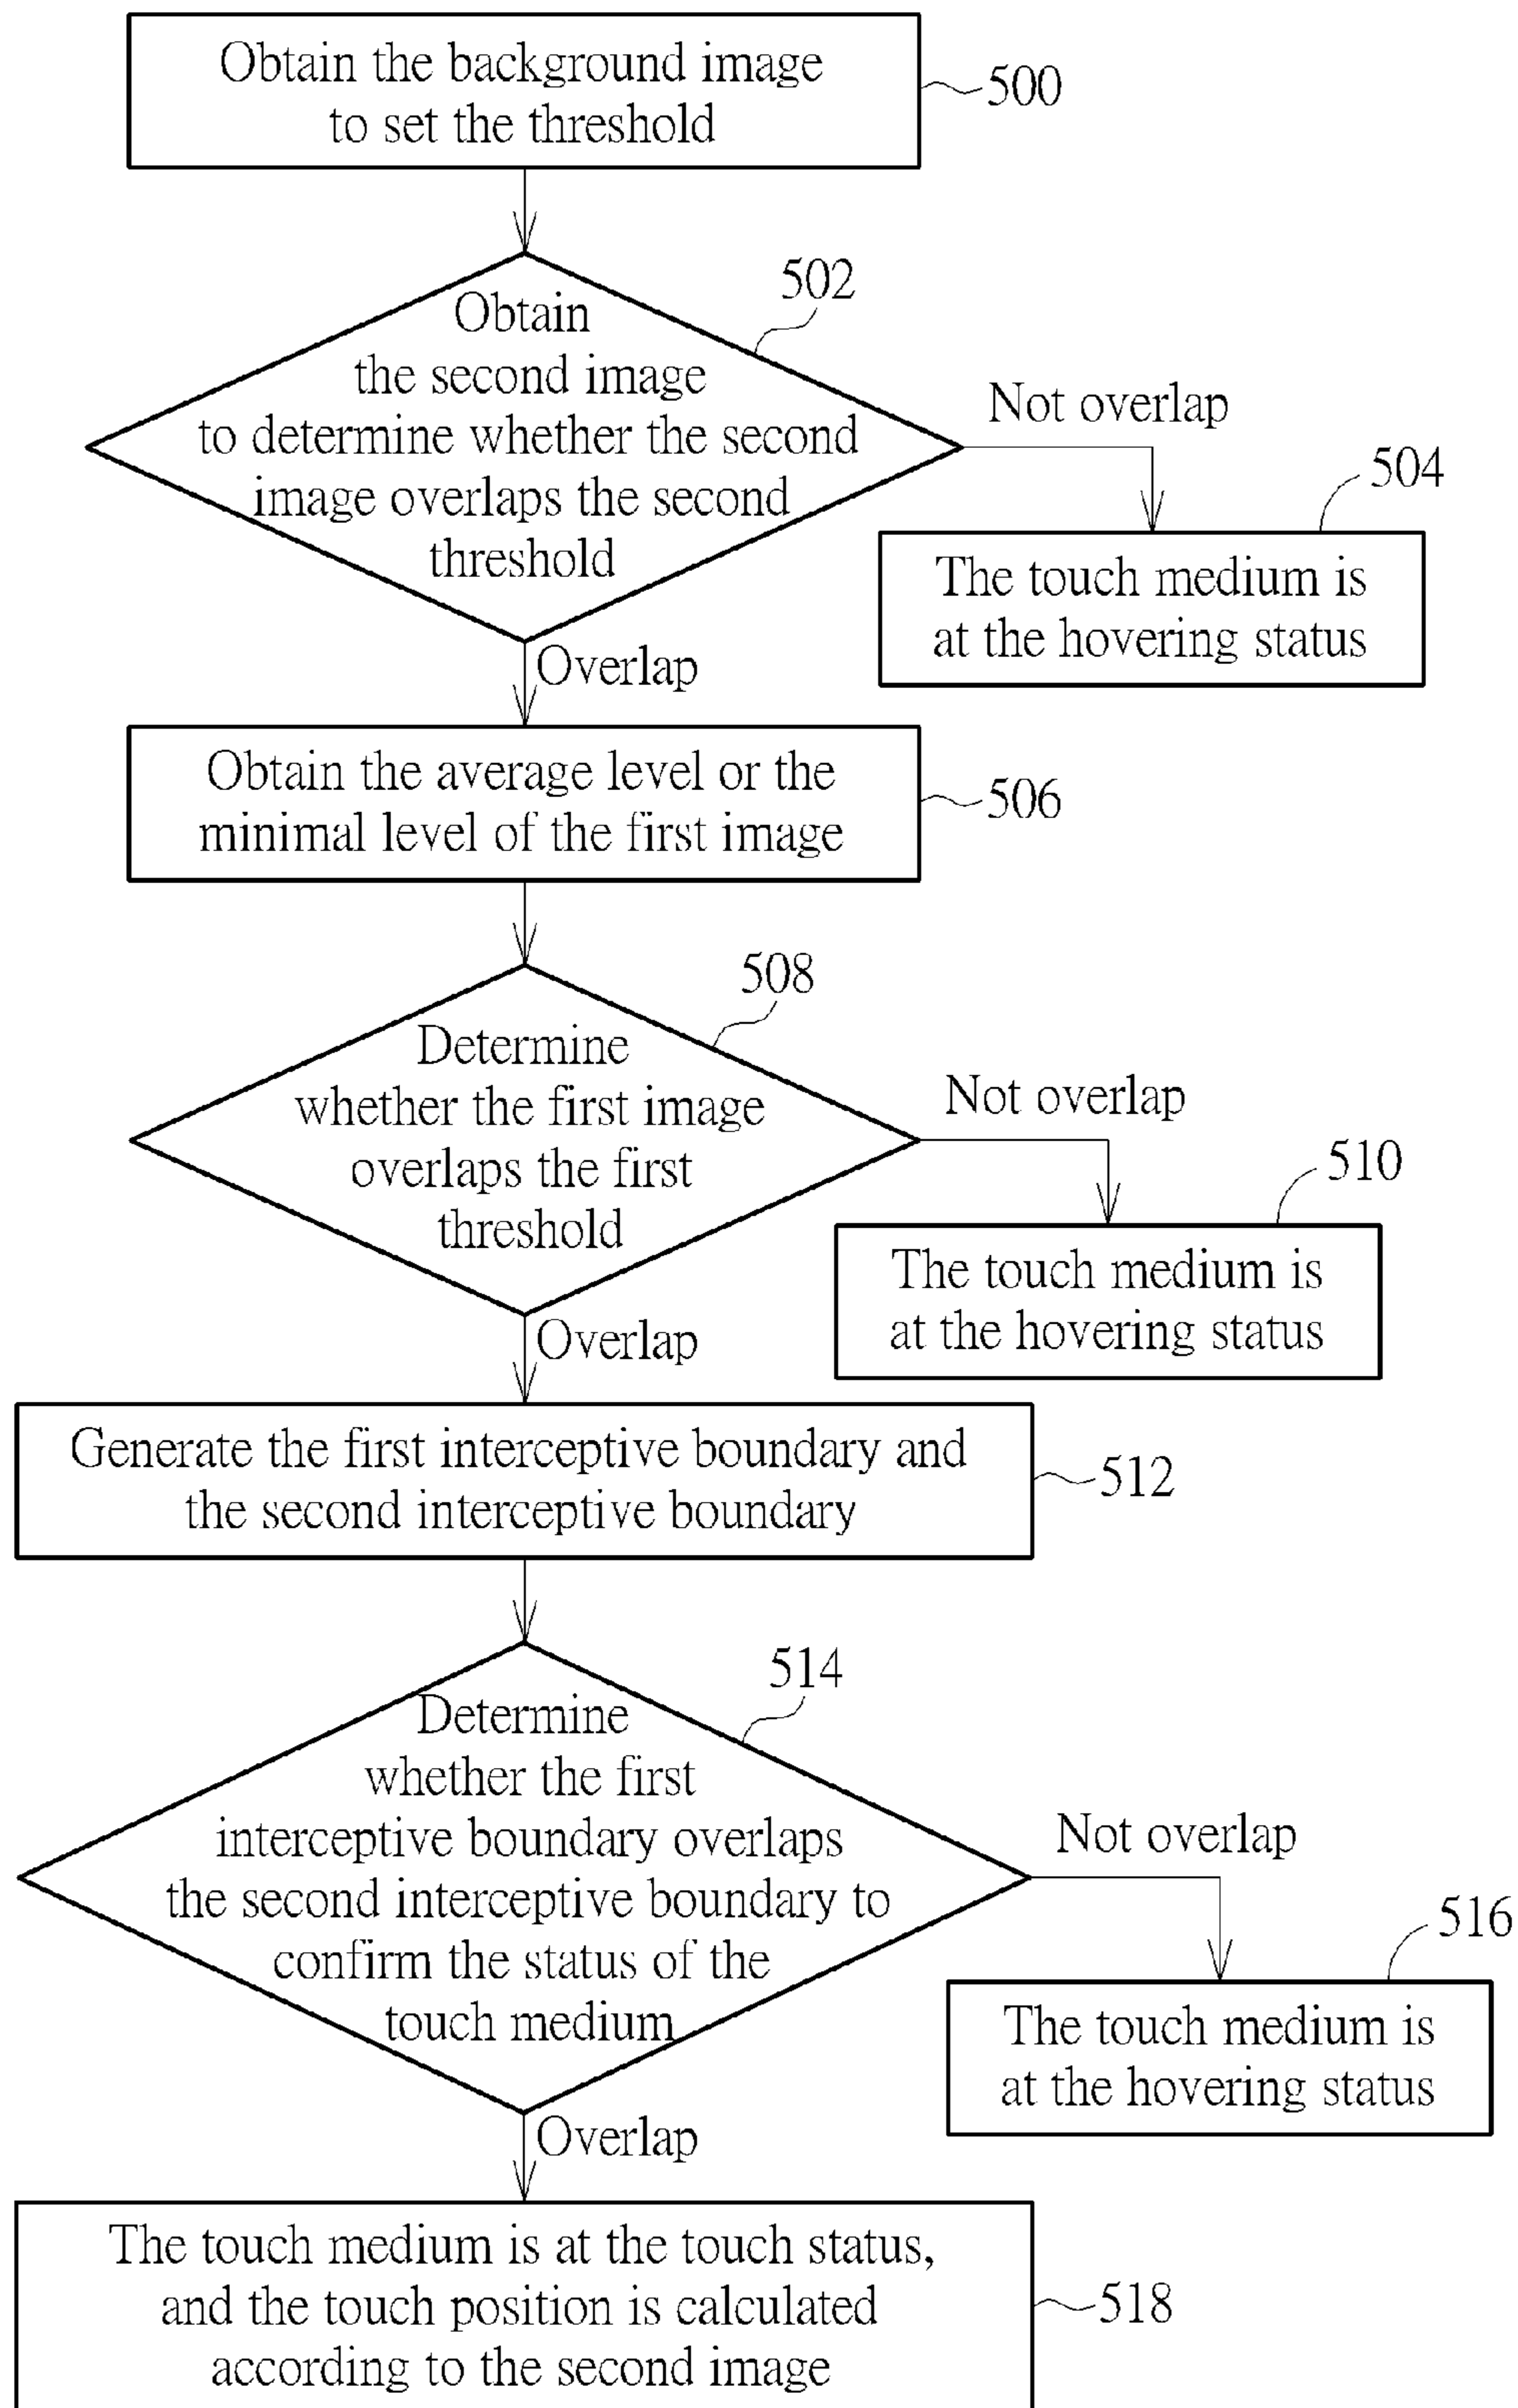 Obtain the background image
to set the threshold
500
502
Obtain
the second image
to determine whether the second
image overlaps the second
threshold
Not overlap
504
The touch medium is
at the hovering status
Overlap
Obtain the average level or the
minimal level of the first image
506
508
Determine
whether the first image
overlaps the first
threshold
Not overlap
510
The touch medium is
at the hovering status
Overlap
Generate the first interceptive boundary and
the second interceptive boundary
512
514
Determine
whether the first
interceptive boundary overlaps
the second interceptive boundary to
confirm the status of the
touch medium
Not overlap
516
The touch medium is
at the hovering status
Overlap
The touch medium is at the touch status,
and the touch position is calculated
according to the second image
518